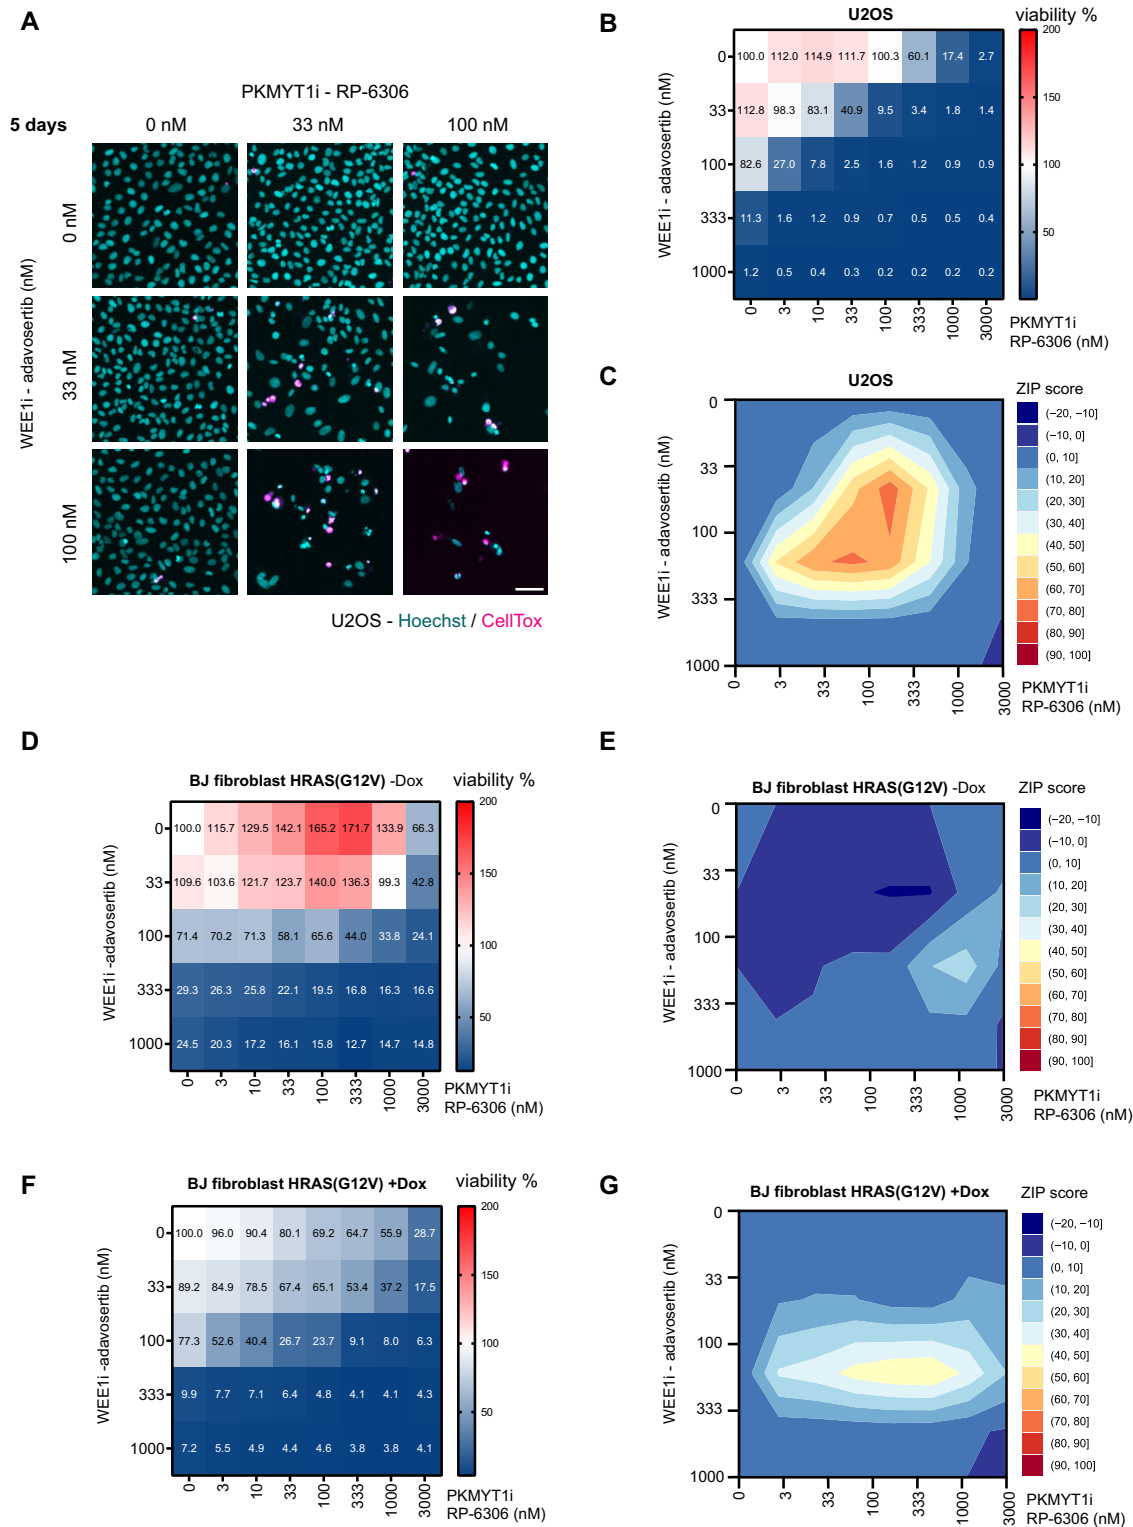 A
PKMYT1i - RP-6306
5 days
0 nM
33 nM
100 nM
WEE1i - adavosertib (nM)
0 nM
33 nM
100 nM
U2OS - Hoechst / CellTox
B
U2OS
viability %
WEE1i - adavosertib (nM)
0 100.0 112.0 114.9 111.7 100.3 60.1 17.4 2.7
33 112.8 98.3 83.1 40.9 9.5 3.4 1.8 1.4
100 82.6 27.0 7.8 2.5 1.6 1.2 0.9 0.9
333 11.3 1.6 1.2 0.9 0.7 0.5 0.5 0.4
1000 1.2 0.5 0.4 0.3 0.2 0.2 0.2 0.2
0 3 10 33 100 333 1000 3000
PKMYT1i
RP-6306 (nM)
200
150
100
50
C
U2OS
ZIP score
WEE1i - adavosertib (nM)
0
33
100
333
1000
0 3 33 100 333 1000 3000
PKMYT1i
RP-6306 (nM)
(−20, −10]
(−10, 0]
(0, 10]
(10, 20]
(20, 30]
(30, 40]
(40, 50]
(50, 60]
(60, 70]
(70, 80]
(80, 90]
(90, 100]
D
BJ fibroblast HRAS(G12V) -Dox
viability %
WEE1i -adavosertib (nM)
0 100.0 115.7 129.5 142.1 165.2 171.7 133.9 66.3
33 109.6 103.6 121.7 123.7 140.0 136.3 99.3 42.8
100 71.4 70.2 71.3 58.1 65.6 44.0 33.8 24.1
333 29.3 26.3 25.8 22.1 19.5 16.8 16.3 16.6
1000 24.5 20.3 17.2 16.1 15.8 12.7 14.7 14.8
0 3 10 33 100 333 1000 3000
PKMYT1i
RP-6306 (nM)
200
150
100
50
E
BJ fibroblast HRAS(G12V) -Dox
ZIP score
WEE1i - adavosertib (nM)
0
33
100
333
1000
0 3 33 100 333 1000 3000
PKMYT1i
RP-6306 (nM)
(−20, −10]
(−10, 0]
(0, 10]
(10, 20]
(20, 30]
(30, 40]
(40, 50]
(50, 60]
(60, 70]
(70, 80]
(80, 90]
(90, 100]
F
BJ fibroblast HRAS(G12V) +Dox
viability %
WEE1i -adavosertib (nM)
0 100.0 96.0 90.4 80.1 69.2 64.7 55.9 28.7
33 89.2 84.9 78.5 67.4 65.1 53.4 37.2 17.5
100 77.3 52.6 40.4 26.7 23.7 9.1 8.0 6.3
333 9.9 7.7 7.1 6.4 4.8 4.1 4.1 4.3
1000 7.2 5.5 4.9 4.4 4.6 3.8 3.8 4.1
0 3 10 33 100 333 1000 3000
PKMYT1i
RP-6306 (nM)
200
150
100
50
G
BJ fibroblast HRAS(G12V) +Dox
ZIP score
WEE1i - adavosertib (nM)
0
33
100
333
1000
0 3 33 100 333 1000 3000
PKMYT1i
RP-6306 (nM)
(−20, −10]
(−10, 0]
(0, 10]
(10, 20]
(20, 30]
(30, 40]
(40, 50]
(50, 60]
(60, 70]
(70, 80]
(80, 90]
(90, 100]